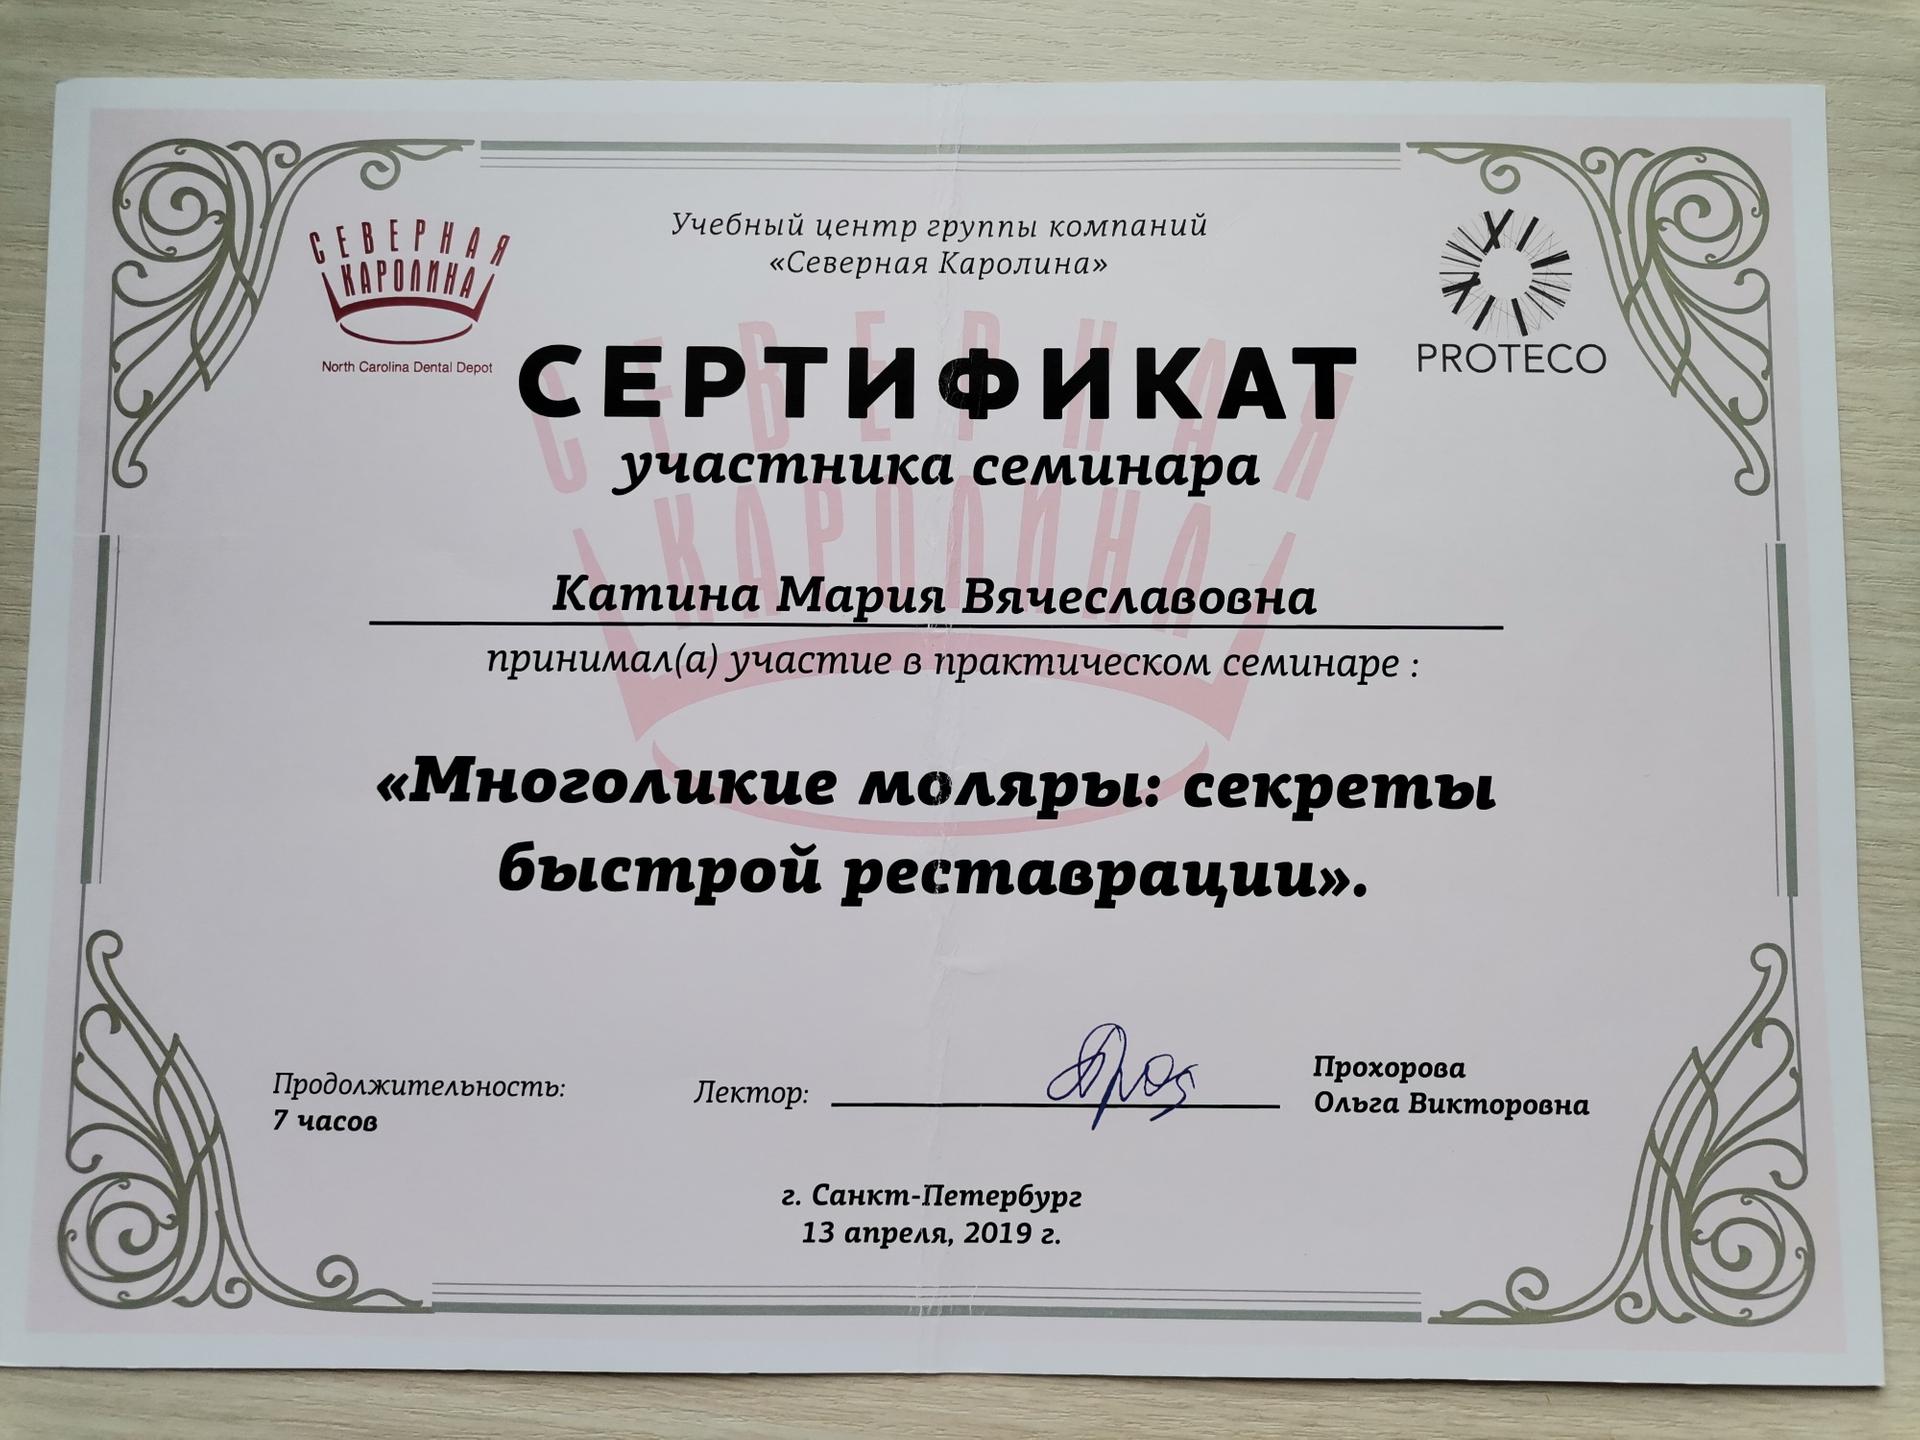 СЕВЕРНАЯ
КАРОЛИНА
North Carolina Dental Depot
Учебный центр группы компаний
«Северная Каролина»
PROTECO
СЕВЕРНАЯ
КАРОЛИНА
СЕРТИФИКАТ
участника семинара
Катина Мария Вячеславовна
принимал(а) участие в практическом семинаре :
«Многоликие моляры: секреты
быстрой реставрации».
Продолжительность:
7 часов
Лектор:
Прохорова
Ольга Викторовна
г. Санкт-Петербург
13 апреля, 2019 г.